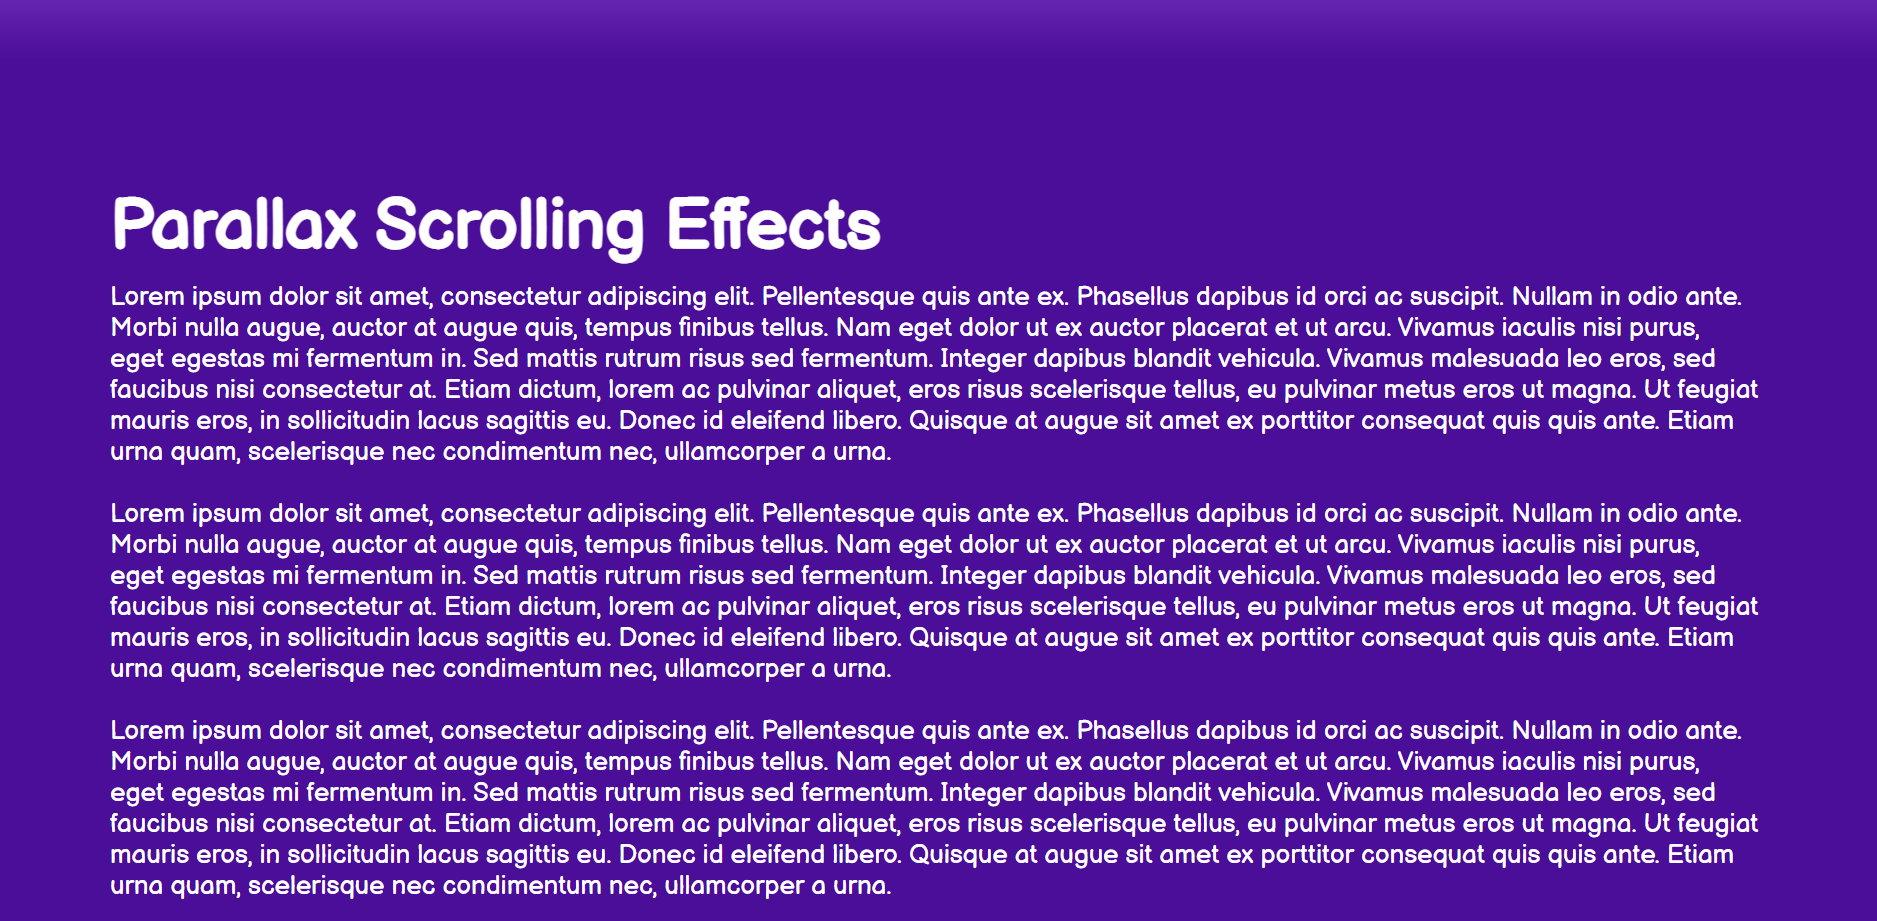 Parallax Scrolling Effects
Lorem ipsum dolor sit amet, consectetur adipiscing elit. Pellentesque quis ante ex. Phasellus dapibus id orci ac suscipit. Nullam in odio ante.
Morbi nulla augue, auctor at augue quis, tempus finibus tellus. Nam eget dolor ut ex auctor placerat et ut arcu. Vivamus iaculis nisi purus,
eget egestas mi fermentum in. Sed mattis rutrum risus sed fermentum. Integer dapibus blandit vehicula. Vivamus malesuada leo eros, sed
faucibus nisi consectetur at. Etiam dictum, lorem ac pulvinar aliquet, eros risus scelerisque tellus, eu pulvinar metus eros ut magna. Ut feugiat
mauris eros, in sollicitudin lacus sagittis eu. Donec id eleifend libero. Quisque at augue sit amet ex porttitor consequat quis quis ante. Etiam
urna quam, scelerisque nec condimentum nec, ullamcorper a urna.
Lorem ipsum dolor sit amet, consectetur adipiscing elit. Pellentesque quis ante ex. Phasellus dapibus id orci ac suscipit. Nullam in odio ante.
Morbi nulla augue, auctor at augue quis, tempus finibus tellus. Nam eget dolor ut ex auctor placerat et ut arcu. Vivamus iaculis nisi purus,
eget egestas mi fermentum in. Sed mattis rutrum risus sed fermentum. Integer dapibus blandit vehicula. Vivamus malesuada leo eros, sed
faucibus nisi consectetur at. Etiam dictum, lorem ac pulvinar aliquet, eros risus scelerisque tellus, eu pulvinar metus eros ut magna. Ut feugiat
mauris eros, in sollicitudin lacus sagittis eu. Donec id eleifend libero. Quisque at augue sit amet ex porttitor consequat quis quis ante. Etiam
urna quam, scelerisque nec condimentum nec, ullamcorper a urna.
Lorem ipsum dolor sit amet, consectetur adipiscing elit. Pellentesque quis ante ex. Phasellus dapibus id orci ac suscipit. Nullam in odio ante.
Morbi nulla augue, auctor at augue quis, tempus finibus tellus. Nam eget dolor ut ex auctor placerat et ut arcu. Vivamus iaculis nisi purus,
eget egestas mi fermentum in. Sed mattis rutrum risus sed fermentum. Integer dapibus blandit vehicula. Vivamus malesuada leo eros, sed
faucibus nisi consectetur at. Etiam dictum, lorem ac pulvinar aliquet, eros risus scelerisque tellus, eu pulvinar metus eros ut magna. Ut feugiat
mauris eros, in sollicitudin lacus sagittis eu. Donec id eleifend libero. Quisque at augue sit amet ex porttitor consequat quis quis ante. Etiam
urna quam, scelerisque nec condimentum nec, ullamcorper a urna.